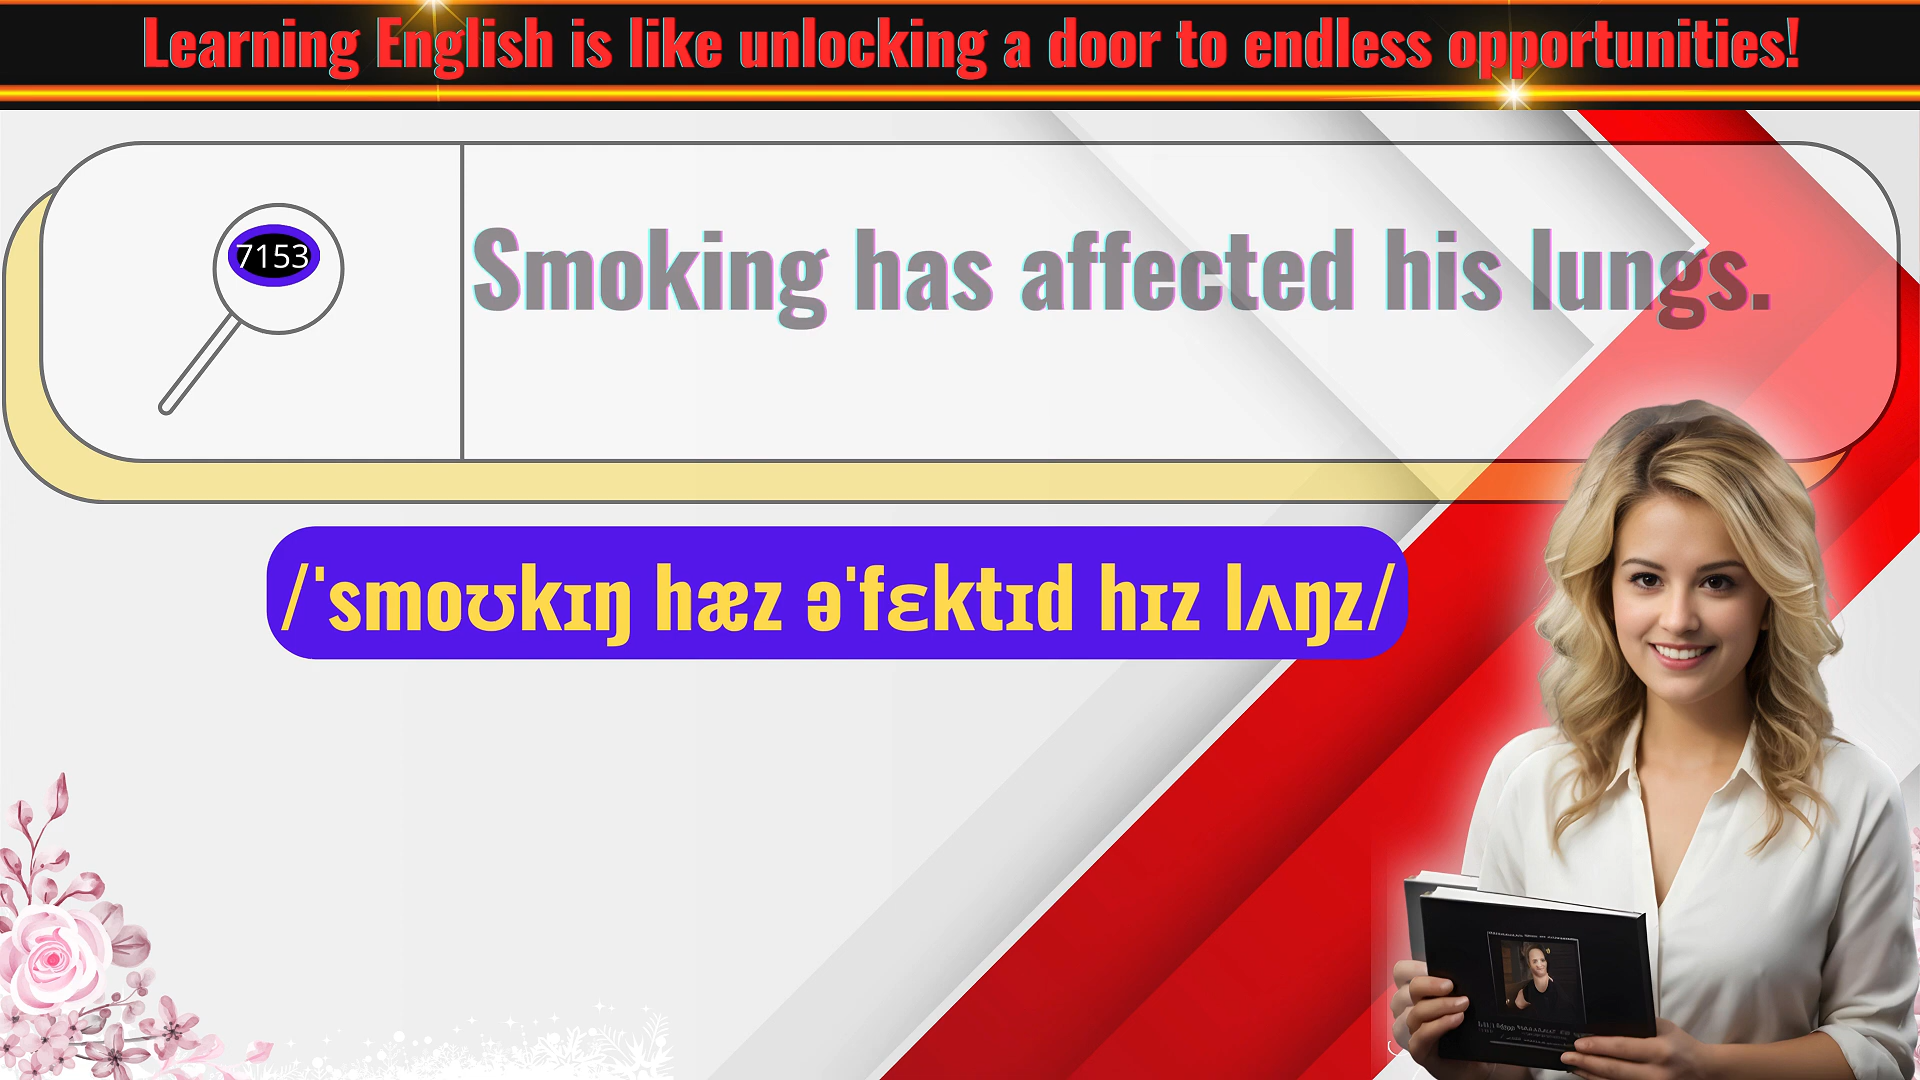 Learning English is like unlocking a door to endless opportunities!
7153
Smoking has affected his lungs.
/ˈsmoʊkɪŋ hæz əˈfɛktɪd hɪz lʌŋz/